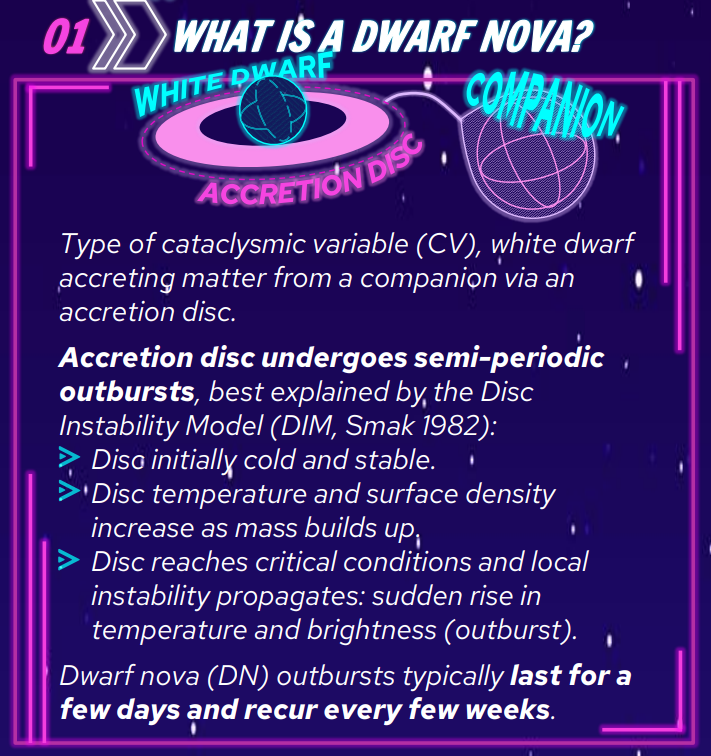 01 WHAT IS A DWARF NOVA?
WHITE DWARF
COMPANION
ACCRETION DISC
Type of cataclysmic variable (CV), white dwarf
accreting matter from a companion via an
accretion disc.
Accretion disc undergoes semi-periodic
outbursts, best explained by the Disc
Instability Model (DIM, Smak 1982):
Disc initially cold and stable.
Disc temperature and surface density
increase as mass builds up.
Disc reaches critical conditions and local
instability propagates: sudden rise in
temperature and brightness (outburst).
Dwarf nova (DN) outbursts typically last for a
few days and recur every few weeks.